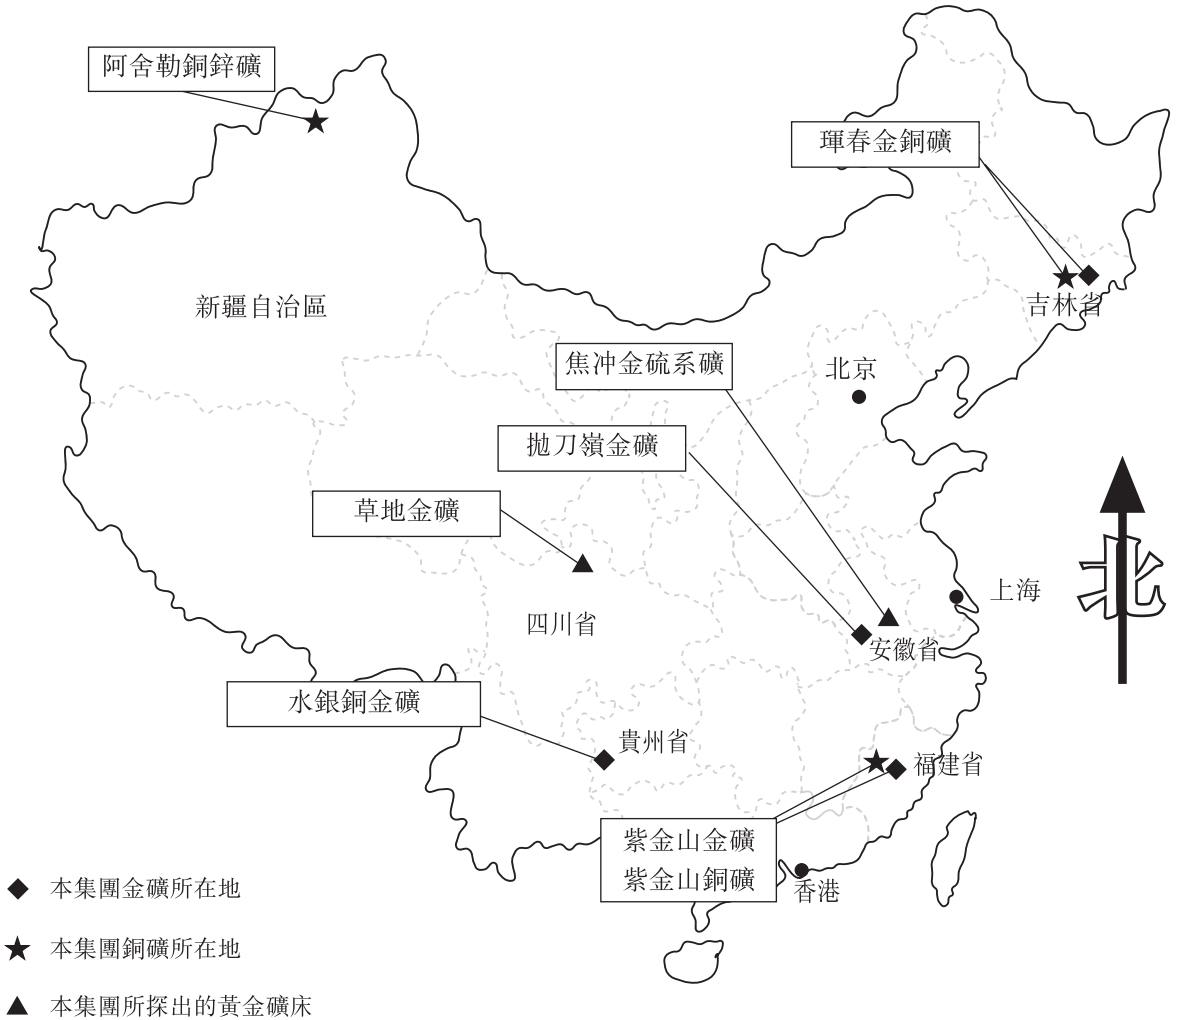 阿舍勒銅鋅礦
琿春金銅礦
新疆自治區
吉林省
焦冲金硫系礦
北京
拋刀嶺金礦
草地金礦
北
上海
四川省
安徽省
水銀銅金礦
貴州省
福建省
紫金山金礦
紫金山銅礦
香港
本集團金礦所在地
本集團銅礦所在地
本集團所探出的黃金礦床